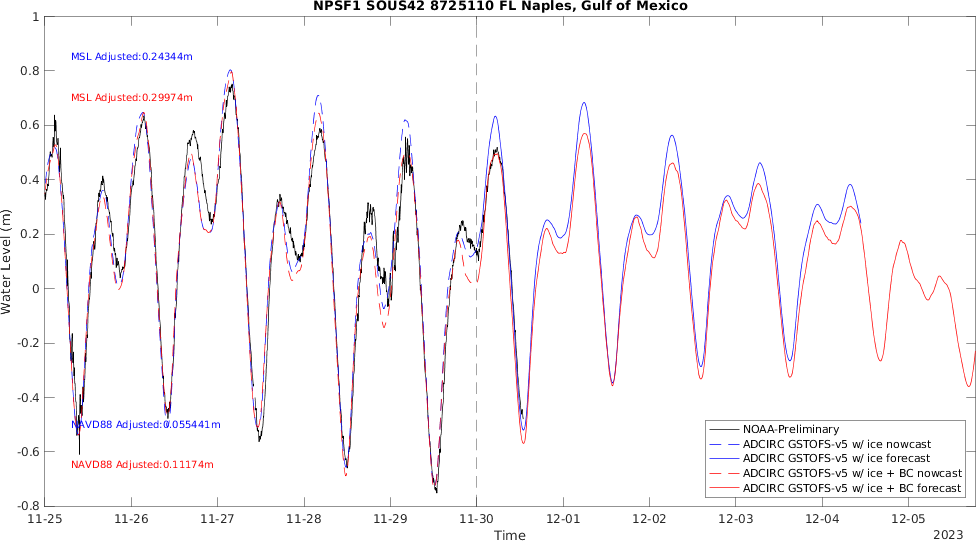 NPSF1 SOUS42 8725110 FL Naples, Gulf of Mexico
Water Level (m)
1
0.8
0.6
0.4
0.2
0
-0.2
-0.4
-0.6
-0.8
MSL Adjusted:0.24344m
MSL Adjusted:0.29974m
NAVD88 Adjusted:0.055441m
NAVD88 Adjusted:0.11174m
NOAA-Preliminary
ADCIRC GSTOFS-v5 w/ ice nowcast
ADCIRC GSTOFS-v5 w/ ice forecast
ADCIRC GSTOFS-v5 w/ ice + BC nowcast
ADCIRC GSTOFS-v5 w/ ice + BC forecast
11-25 11-26 11-27 11-28 11-29 11-30 12-01 12-02 12-03 12-04 12-05
Time
2023